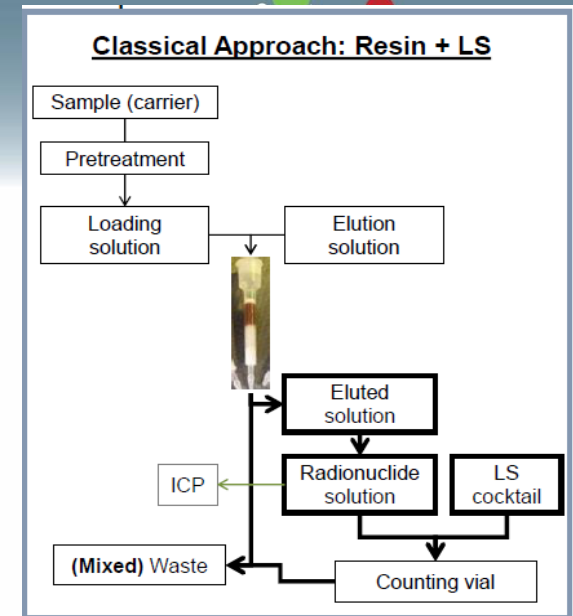 Classical Approach: Resin + LS
Sample (carrier)
Pretreatment
Loading
solution
Elution
solution
Eluted
solution
ICP
Radionuclide
solution
LS
cocktail
(Mixed) Waste
Counting vial